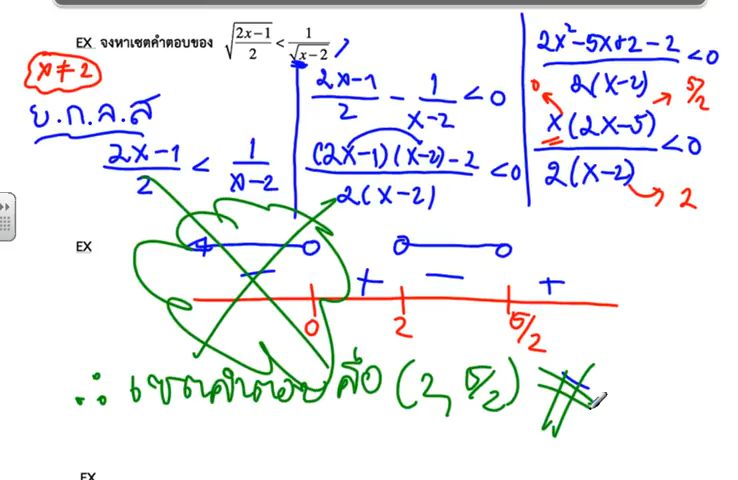 EX จงหาเซตคำตอบของ √((2x−1)/2) < 1/√(x−2)
x ≠ 2
ย.ก.ล.ส
(2x−1)/2 < 1/(x−2)
(2x−1)/2 − 1/(x−2) < 0
((2x−1)(x−2)−2)/(2(x−2)) < 0
(2x²−5x+2−2)/(2(x−2)) < 0
0 5/2
x(2x−5)/(2(x−2)) < 0
2
EX
− + − +
0 2 5/2
∴ เซตคำตอบ คือ (2, 5/2) #
EX